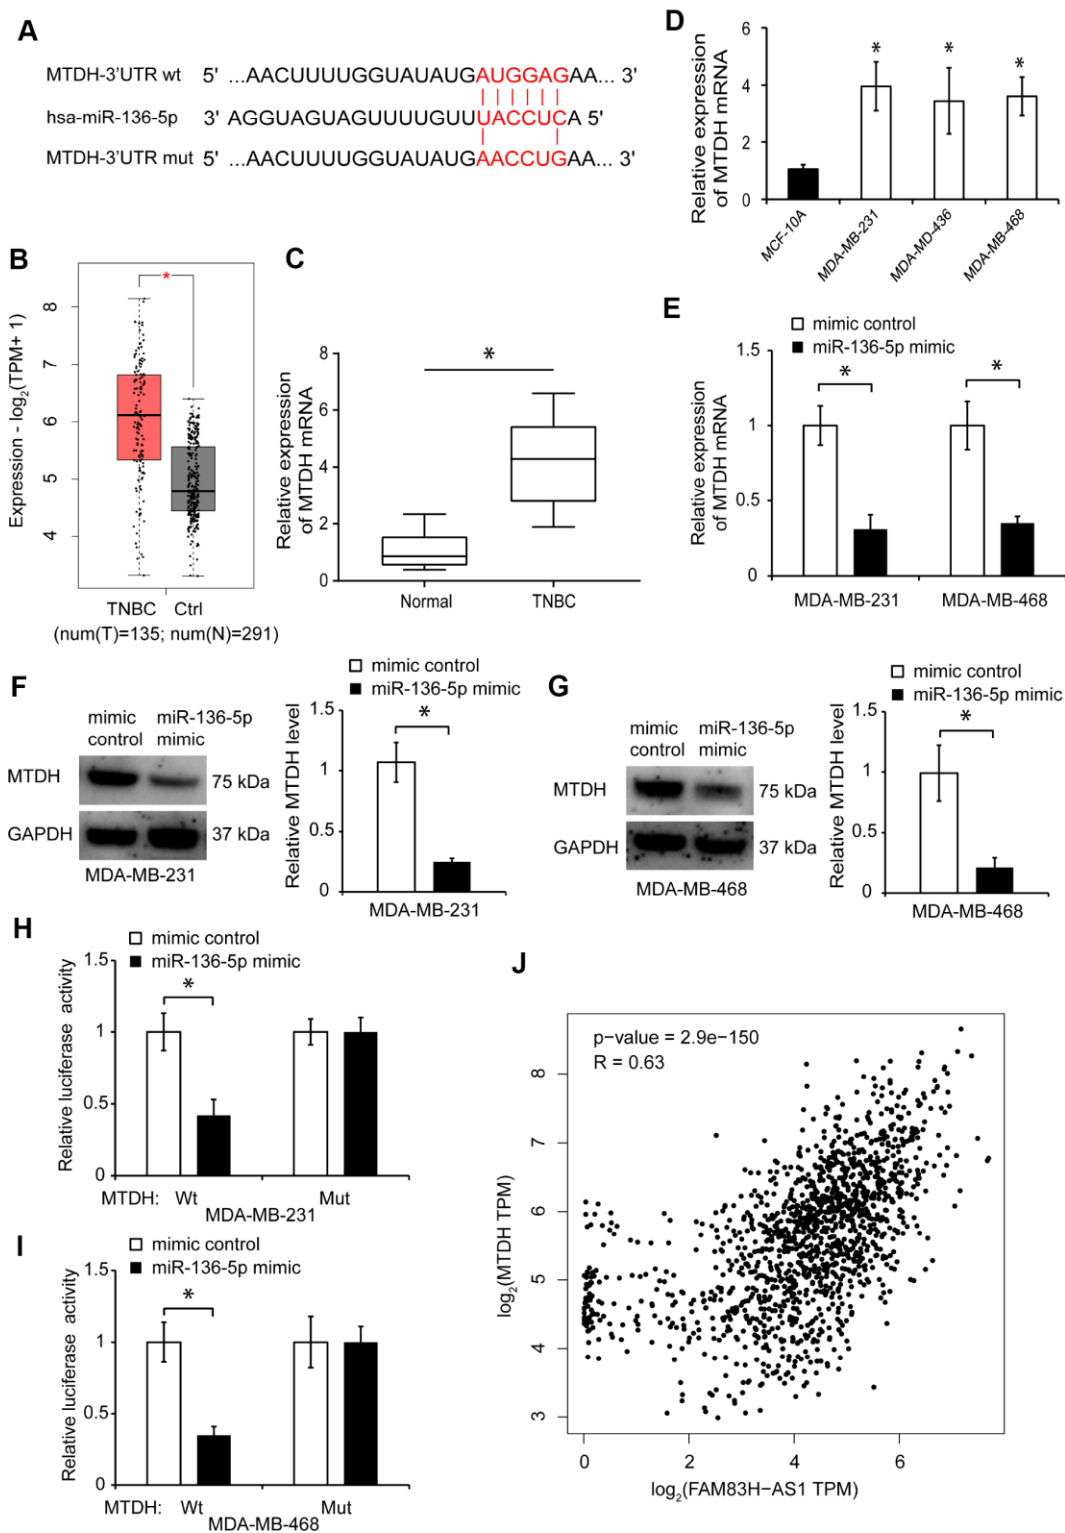 A
MTDH-3'UTR wt 5' ...AACUUUUGGUAUAUGAUGGAGAA... 3'
hsa-miR-136-5p 3' AGGUAGUAGUUUUGUUUACCUCA 5'
MTDH-3'UTR mut 5' ...AACUUUUGGUAUAUGAACCUGAA... 3'
B
Expression - log2(TPM+ 1)
8
7
6
5
4
*
TNBC Ctrl
(num(T)=135; num(N)=291)
C
Relative expression
of MTDH mRNA
8
6
4
2
0
*
Normal TNBC
D
Relative expression
of MTDH mRNA
6
4
2
0
* * *
MCF-10A
MDA-MB-231
MDA-MD-436
MDA-MB-468
E
mimic control
miR-136-5p mimic
Relative expression
of MTDH mRNA
1.5
1
0.5
0
* *
MDA-MB-231 MDA-MB-468
F
mimic control
miR-136-5p mimic
mimic miR-136-5p
control mimic
MTDH 75 kDa
GAPDH 37 kDa
MDA-MB-231
Relative MTDH level
1.5
1
0.5
0
*
MDA-MB-231
G
mimic control
miR-136-5p mimic
mimic miR-136-5p
control mimic
MTDH 75 kDa
GAPDH 37 kDa
MDA-MB-468
Relative MTDH level
1.5
1
0.5
0
*
MDA-MB-468
H
mimic control
miR-136-5p mimic
Relative luciferase activity
1.5
1
0.5
0
*
MTDH: Wt Mut
MDA-MB-231
I
mimic control
miR-136-5p mimic
Relative luciferase activity
1.5
1
0.5
0
*
MTDH: Wt Mut
MDA-MB-468
J
p−value = 2.9e−150
R = 0.63
log2(MTDH TPM)
8
7
6
5
4
3
0 2 4 6
log2(FAM83H−AS1 TPM)